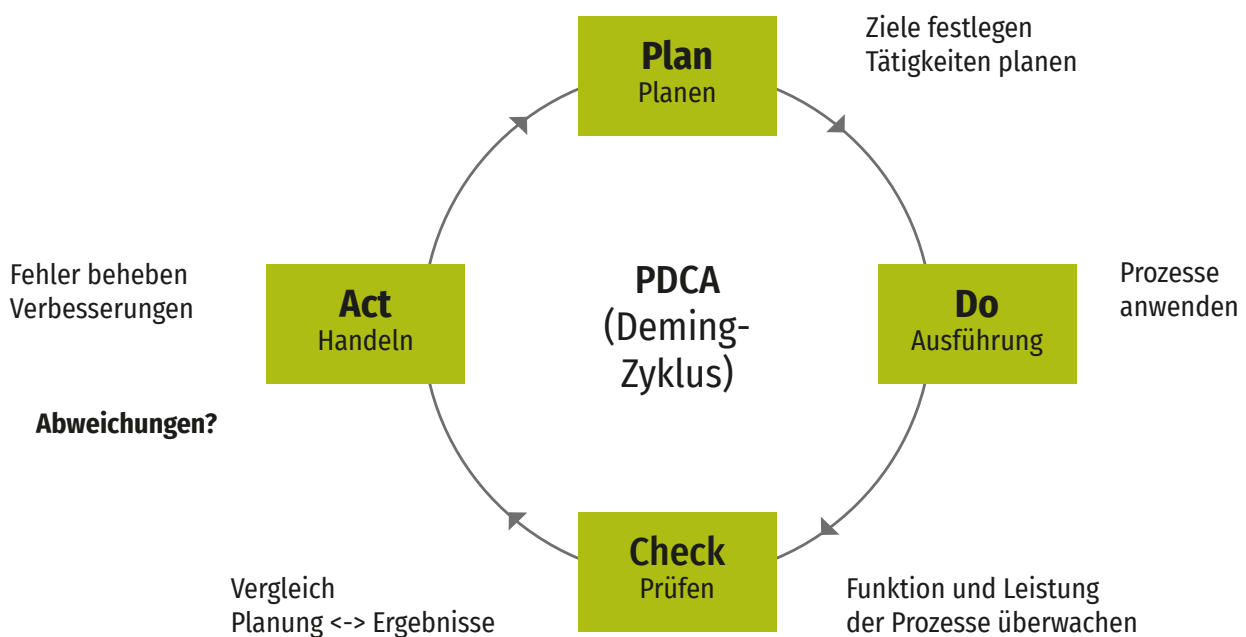 Plan
Planen
Ziele festlegen
Tätigkeiten planen
Fehler beheben
Verbesserungen
Act
Handeln
PDCA
(Deming-
Zyklus)
Do
Ausführung
Prozesse
anwenden
Abweichungen?
Check
Prüfen
Vergleich
Planung <-> Ergebnisse
Funktion und Leistung
der Prozesse überwachen